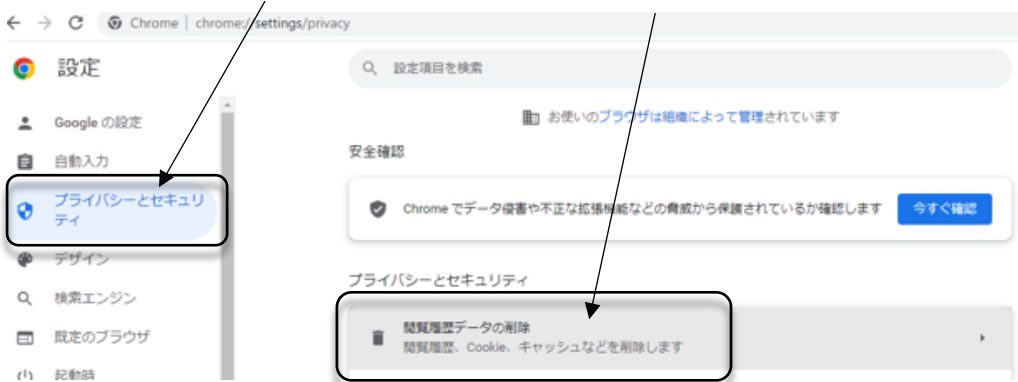 Chrome | chrome://settings/privacy
設定
設定項目を検索
Google の設定
お使いのブラウザは組織によって管理されています
自動入力
安全確認
プライバシーとセキュリ
ティ
Chrome でデータ侵害や不正な拡張機能などの脅威から保護されているか確認します
今すぐ確認
デザイン
プライバシーとセキュリティ
検索エンジン
既定のブラウザ
閲覧履歴データの削除
閲覧履歴、Cookie、キャッシュなどを削除します
起動時